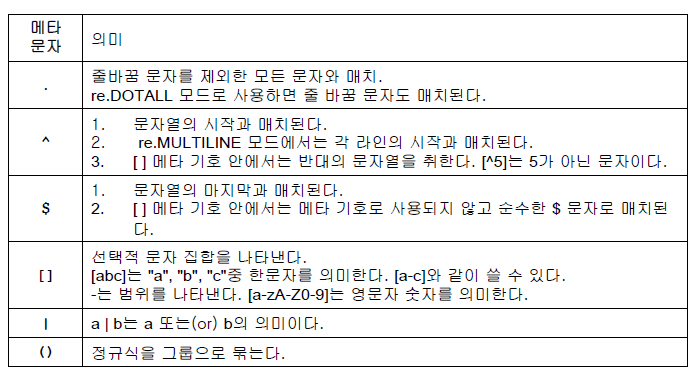 메타
문자
의미
.
줄바꿈 문자를 제외한 모든 문자와 매치.
re.DOTALL 모드로 사용하면 줄 바꿈 문자도 매치된다.
^
1. 문자열의 시작과 매치된다.
2. re.MULTILINE 모드에서는 각 라인의 시작과 매치된다.
3. [ ] 메타 기호 안에서는 반대의 문자열을 취한다. [^5]는 5가 아닌 문자이다.
$
1. 문자열의 마지막과 매치된다.
2. [ ] 메타 기호 안에서는 메타 기호로 사용되지 않고 순수한 $ 문자로 매치된
다.
[ ]
선택적 문자 집합을 나타낸다.
[abc]는 "a", "b", "c"중 한문자를 의미한다. [a-c]와 같이 쓸 수 있다.
-는 범위를 나타낸다. [a-zA-Z0-9]는 영문자 숫자를 의미한다.
|
a | b는 a 또는(or) b의 의미이다.
()
정규식을 그룹으로 묶는다.